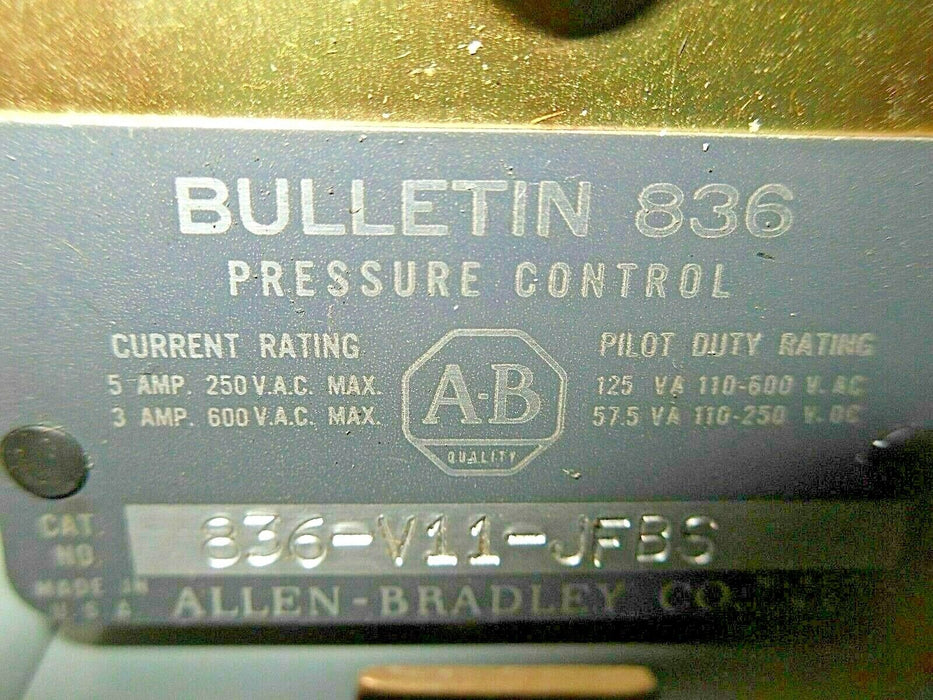 BULLETIN 836
PRESSURE CONTROL
CURRENT RATING
5 AMP. 250 V.A.C. MAX.
3 AMP. 600 V.A.C. MAX.
A-B
QUALITY
PILOT DUTY RATING
125 VA 110-600 V. AC
57.5 VA 110-250 V. DC
CAT.
NO.
836-V11-JFBS
MADE IN
U.S.A.
ALLEN-BRADLEY CO.